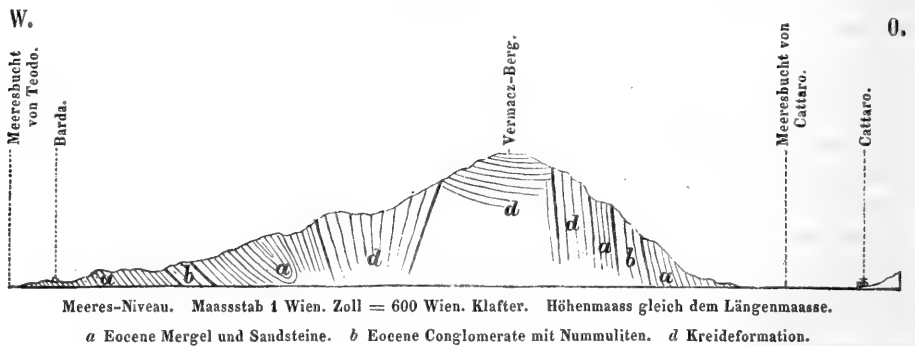 W.
O.
Meeresbucht
von Teodo.
Barda.
Vermacz-Berg.
Meeresbucht von
Cattaro.
Cattaro.
a
b
a
d
d
d
a
b
a
Meeres-Niveau. Maassstab 1 Wien. Zoll = 600 Wien. Klafter. Höhenmaass gleich dem Längenmaasse.
a Eocene Mergel und Sandsteine. b Eocene Conglomerate mit Nummuliten. d Kreideformation.